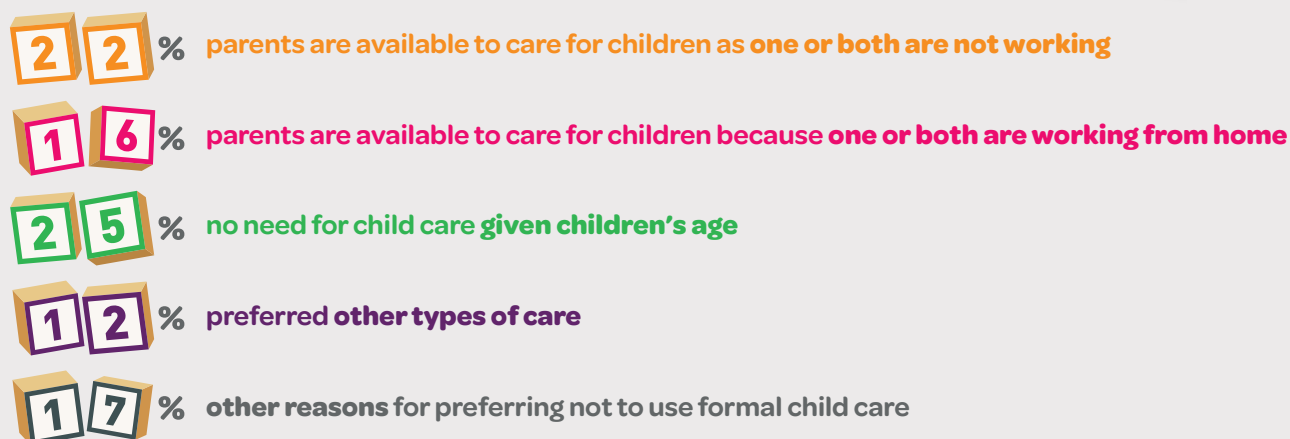 22% parents are available to care for children as one or both are not working
16% parents are available to care for children because one or both are working from home
25% no need for child care given children's age
12% preferred other types of care
17% other reasons for preferring not to use formal child care